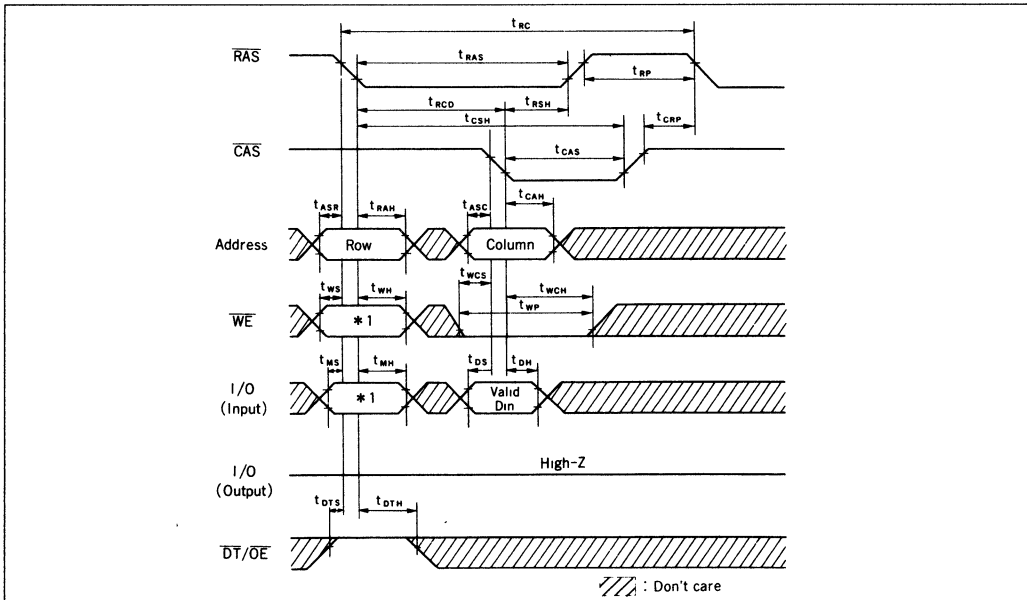 tRC
RAS
tRAS
tRP
tRCD
tRSH
tCSH
tCRP
CAS
tCAS
tASR
tRAH
tASC
tCAH
Address
Row
Column
tWCS
tWS
tWH
tWCH
tWP
WE
*1
tMS
tMH
tDS
tDH
I/O
(Input)
*1
Valid
Din
High-Z
I/O
(Output)
tDTS
tDTH
DT/OE
: Don't care